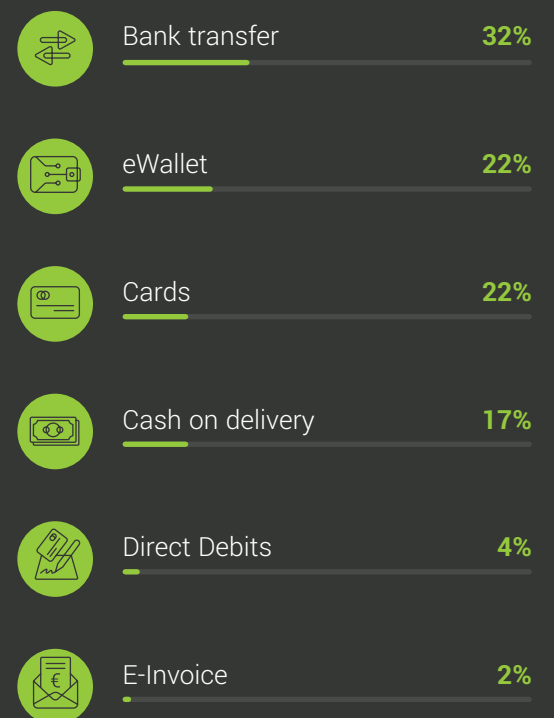 Bank transfer 32%
eWallet 22%
Cards 22%
Cash on delivery 17%
Direct Debits 4%
E-Invoice 2%
€